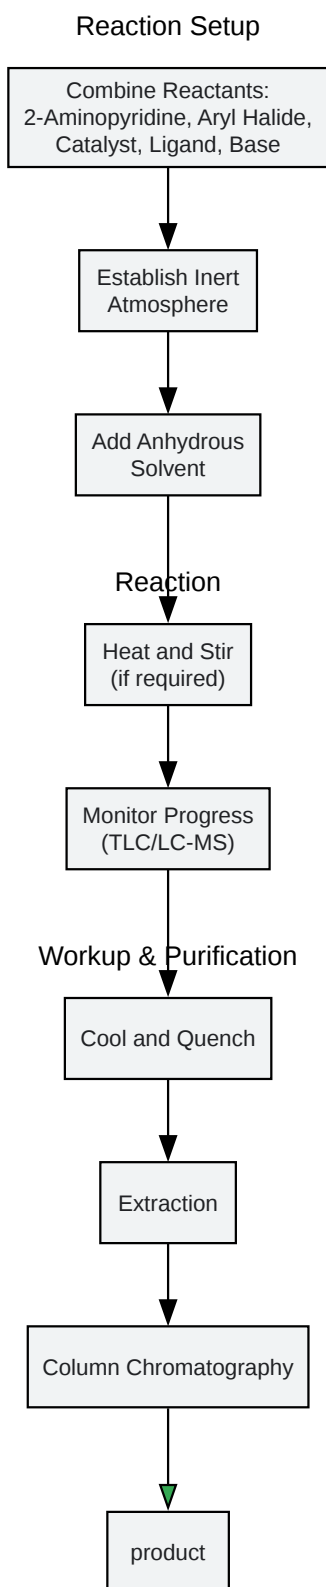 Reaction Setup
Combine Reactants:
2-Aminopyridine, Aryl Halide,
Catalyst, Ligand, Base
Establish Inert
Atmosphere
Add Anhydrous
Solvent
Reaction
Heat and Stir
(if required)
Monitor Progress
(TLC/LC-MS)
Workup & Purification
Cool and Quench
Extraction
Column Chromatography
product